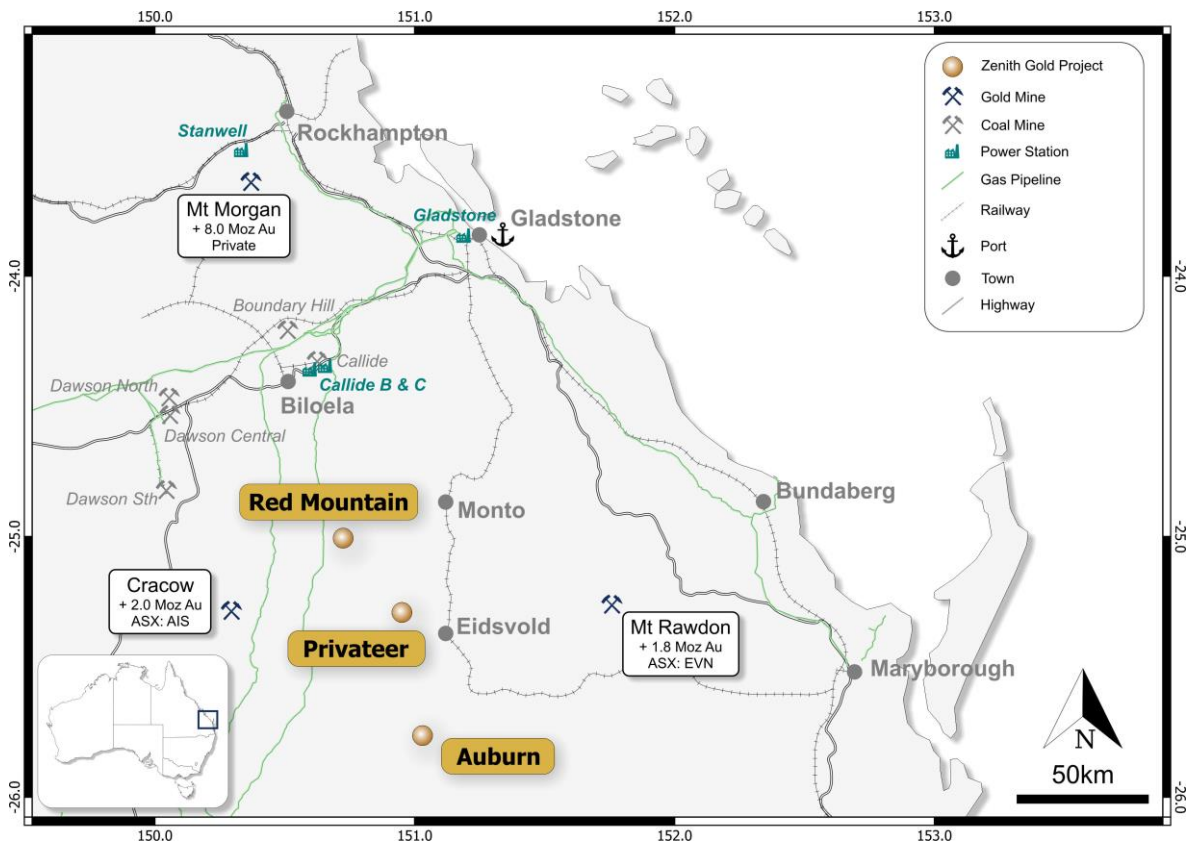 150.0
151.0
152.0
153.0
Zenith Gold Project
Gold Mine
Coal Mine
Power Station
Gas Pipeline
Railway
Port
Town
Highway
Rockhampton
Stanwell
Mt Morgan
+ 8.0 Moz Au
Private
Gladstone
Gladstone
-24.0
-24.0
Boundary Hill
Callide
Callide B & C
Biloela
Dawson North
Dawson Central
Dawson Sth
Red Mountain
Monto
Bundaberg
-25.0
-25.0
Cracow
+ 2.0 Moz Au
ASX: AIS
Privateer
Eidsvold
Mt Rawdon
+ 1.8 Moz Au
ASX: EVN
Maryborough
Auburn
N
50km
-26.0
-26.0
150.0
151.0
152.0
153.0